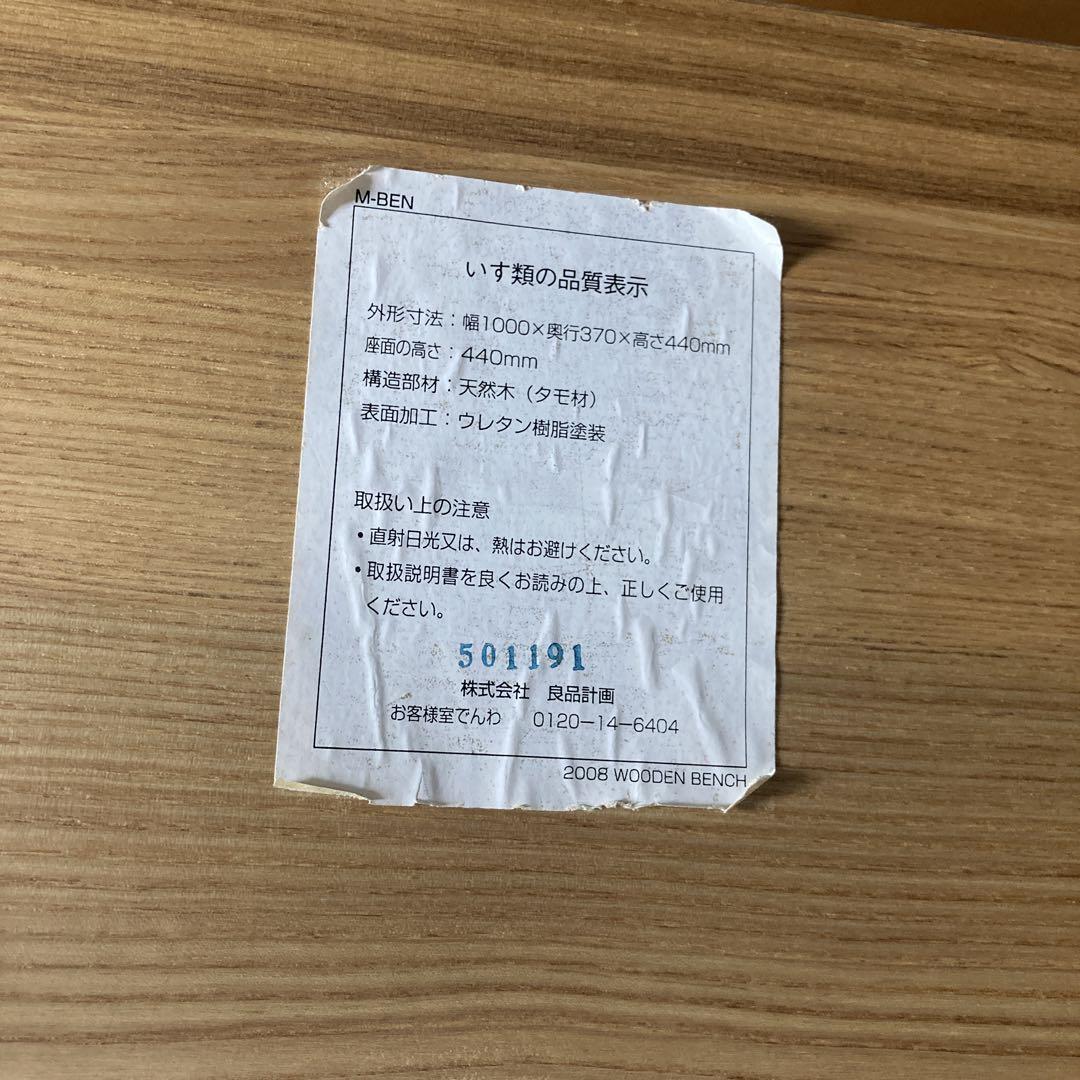 M-BEN
いす類の品質表示
外形寸法：幅1000×奥行370×高さ440mm
座面の高さ：440mm
構造部材：天然木（タモ材）
表面加工：ウレタン樹脂塗装
取扱い上の注意
・直射日光又は、熱はお避けください。
・取扱説明書を良くお読みの上、正しくご使用
ください。
501191
株式会社　良品計画
お客様室でんわ　0120−14−6404
2008 WOODEN BENCH